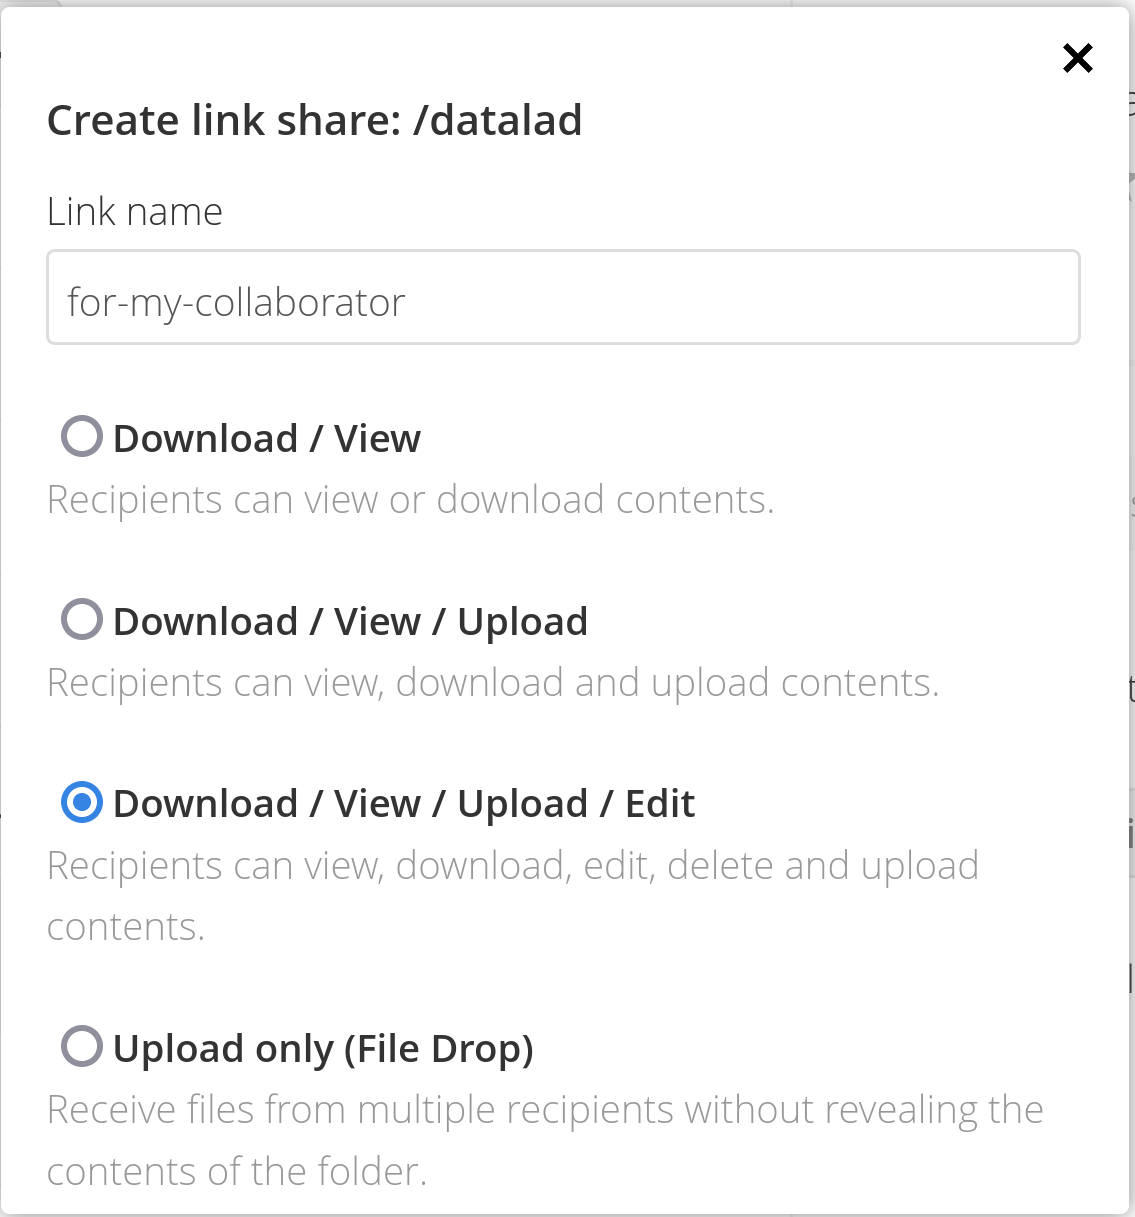 Create link share: /datalad
Link name
for-my-collaborator
Download / View
Recipients can view or download contents.
Download / View / Upload
Recipients can view, download and upload contents.
Download / View / Upload / Edit
Recipients can view, download, edit, delete and upload
contents.
Upload only (File Drop)
Receive files from multiple recipients without revealing the
contents of the folder.